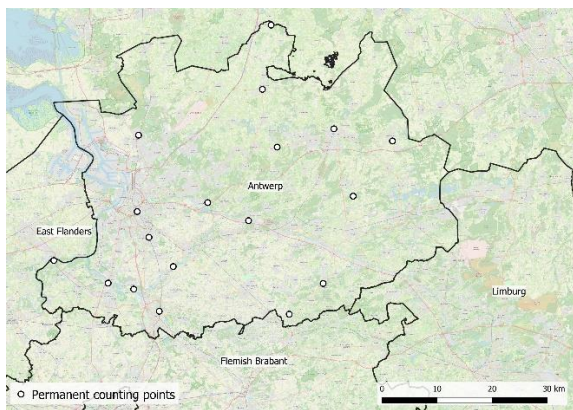 Antwerp
East Flanders
Limburg
Flemish Brabant
Permanent counting points
0 10 20 30 km